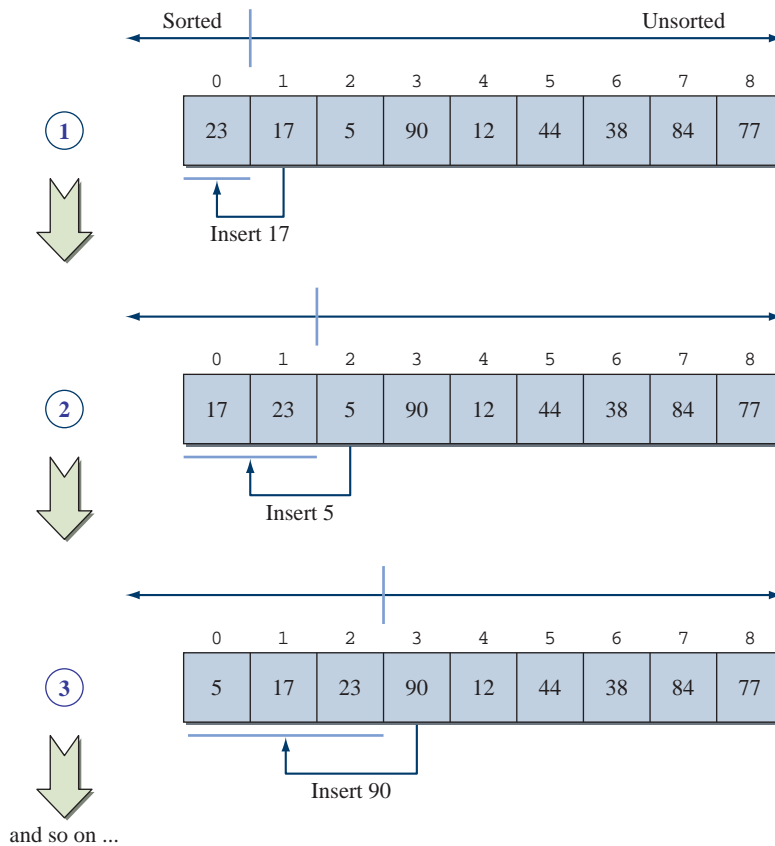 Sorted Unsorted
0 1 2 3 4 5 6 7 8
1 23 17 5 90 12 44 38 84 77
Insert 17
0 1 2 3 4 5 6 7 8
2 17 23 5 90 12 44 38 84 77
Insert 5
0 1 2 3 4 5 6 7 8
3 5 17 23 90 12 44 38 84 77
Insert 90
and so on ...